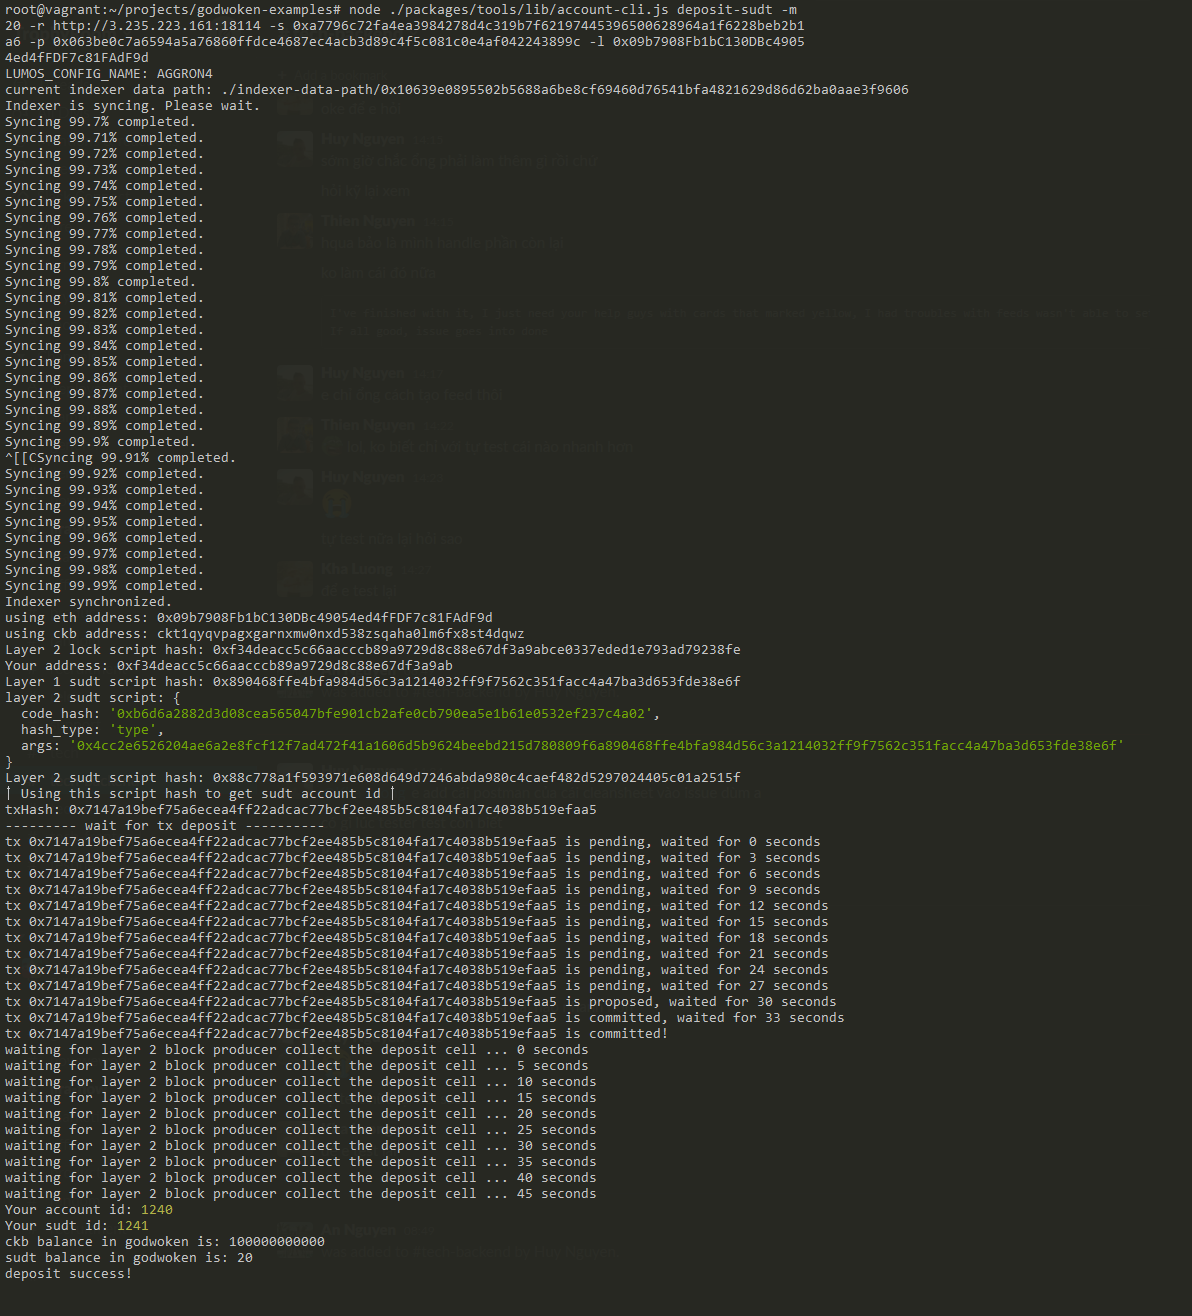 root@vagrant:~/projects/godwoken-examples# node ./packages/tools/lib/account-cli.js deposit-sudt -m
20 -r http://3.235.223.161:18114 -s 0xa7796c72fa4ea3984278d4c319b7f62197445396500628964a1f6228beb2b1
a6 -p 0x063be0c7a6594a5a76860ffdce4687ec4acb3d89c4f5c081c0e4af042243899c -l 0x09b7908Fb1bC130DBc4905
4ed4fFDF7c81FAdF9d
LUMOS_CONFIG_NAME: AGGRON4
current indexer data path: ./indexer-data-path/0x10639e0895502b5688a6be8cf69460d76541bfa4821629d86d62ba0aae3f9606
Indexer is syncing. Please wait.
Syncing 99.7% completed.
Syncing 99.71% completed.
Syncing 99.72% completed.
Syncing 99.73% completed.
Syncing 99.74% completed.
Syncing 99.75% completed.
Syncing 99.76% completed.
Syncing 99.77% completed.
Syncing 99.78% completed.
Syncing 99.79% completed.
Syncing 99.8% completed.
Syncing 99.81% completed.
Syncing 99.82% completed.
Syncing 99.83% completed.
Syncing 99.84% completed.
Syncing 99.85% completed.
Syncing 99.86% completed.
Syncing 99.87% completed.
Syncing 99.88% completed.
Syncing 99.89% completed.
Syncing 99.9% completed.
^[[CSyncing 99.91% completed.
Syncing 99.92% completed.
Syncing 99.93% completed.
Syncing 99.94% completed.
Syncing 99.95% completed.
Syncing 99.96% completed.
Syncing 99.97% completed.
Syncing 99.98% completed.
Syncing 99.99% completed.
Indexer synchronized.
using eth address: 0x09b7908Fb1bC130DBc49054ed4fFDF7c81FAdF9d
using ckb address: ckt1qyqvpagxgarnxmw0nxd538zsqaha0lm6fx8st4dqwz
Layer 2 lock script hash: 0xf34deacc5c66aacccb89a9729d8c88e67df3a9abce0337eded1e793ad79238fe
Your address: 0xf34deacc5c66aacccb89a9729d8c88e67df3a9ab
Layer 1 sudt script hash: 0x890468ffe4bfa984d56c3a1214032ff9f7562c351facc4a47ba3d653fde38e6f
layer 2 sudt script: {
  code_hash: '0xb6d6a2882d3d08cea565047bfe901cb2afe0cb790ea5e1b61e0532ef237c4a02',
  hash_type: 'type',
  args: '0x4cc2e6526204ae6a2e8fcf12f7ad472f41a1606d5b9624beebd215d780809f6a890468ffe4bfa984d56c3a1214032ff9f7562c351facc4a47ba3d653fde38e6f'
}
Layer 2 sudt script hash: 0x88c778a1f593971e608d649d7246abda980c4caef482d5297024405c01a2515f
| Using this script hash to get sudt account id |
txHash: 0x7147a19bef75a6ecea4ff22adcac77bcf2ee485b5c8104fa17c4038b519efaa5
--------- wait for tx deposit ----------
tx 0x7147a19bef75a6ecea4ff22adcac77bcf2ee485b5c8104fa17c4038b519efaa5 is pending, waited for 0 seconds
tx 0x7147a19bef75a6ecea4ff22adcac77bcf2ee485b5c8104fa17c4038b519efaa5 is pending, waited for 3 seconds
tx 0x7147a19bef75a6ecea4ff22adcac77bcf2ee485b5c8104fa17c4038b519efaa5 is pending, waited for 6 seconds
tx 0x7147a19bef75a6ecea4ff22adcac77bcf2ee485b5c8104fa17c4038b519efaa5 is pending, waited for 9 seconds
tx 0x7147a19bef75a6ecea4ff22adcac77bcf2ee485b5c8104fa17c4038b519efaa5 is pending, waited for 12 seconds
tx 0x7147a19bef75a6ecea4ff22adcac77bcf2ee485b5c8104fa17c4038b519efaa5 is pending, waited for 15 seconds
tx 0x7147a19bef75a6ecea4ff22adcac77bcf2ee485b5c8104fa17c4038b519efaa5 is pending, waited for 18 seconds
tx 0x7147a19bef75a6ecea4ff22adcac77bcf2ee485b5c8104fa17c4038b519efaa5 is pending, waited for 21 seconds
tx 0x7147a19bef75a6ecea4ff22adcac77bcf2ee485b5c8104fa17c4038b519efaa5 is pending, waited for 24 seconds
tx 0x7147a19bef75a6ecea4ff22adcac77bcf2ee485b5c8104fa17c4038b519efaa5 is pending, waited for 27 seconds
tx 0x7147a19bef75a6ecea4ff22adcac77bcf2ee485b5c8104fa17c4038b519efaa5 is proposed, waited for 30 seconds
tx 0x7147a19bef75a6ecea4ff22adcac77bcf2ee485b5c8104fa17c4038b519efaa5 is committed, waited for 33 seconds
tx 0x7147a19bef75a6ecea4ff22adcac77bcf2ee485b5c8104fa17c4038b519efaa5 is committed!
waiting for layer 2 block producer collect the deposit cell ... 0 seconds
waiting for layer 2 block producer collect the deposit cell ... 5 seconds
waiting for layer 2 block producer collect the deposit cell ... 10 seconds
waiting for layer 2 block producer collect the deposit cell ... 15 seconds
waiting for layer 2 block producer collect the deposit cell ... 20 seconds
waiting for layer 2 block producer collect the deposit cell ... 25 seconds
waiting for layer 2 block producer collect the deposit cell ... 30 seconds
waiting for layer 2 block producer collect the deposit cell ... 35 seconds
waiting for layer 2 block producer collect the deposit cell ... 40 seconds
waiting for layer 2 block producer collect the deposit cell ... 45 seconds
Your account id: 1240
Your sudt id: 1241
ckb balance in godwoken is: 100000000000
sudt balance in godwoken is: 20
deposit success!